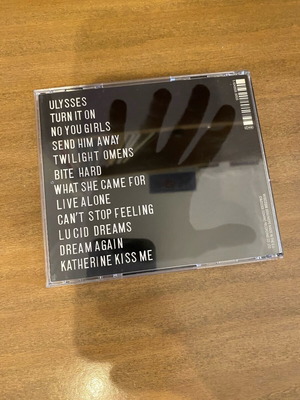 ULYSSES
TURN IT ON
NO YOU GIRLS
SEND HIM AWAY
TWILIGHT OMENS
BITE HARD
WHAT SHE CAME FOR
LIVE ALONE
CAN'T STOP FEELING
LUCID DREAMS
DREAM AGAIN
KATHERINE KISS ME